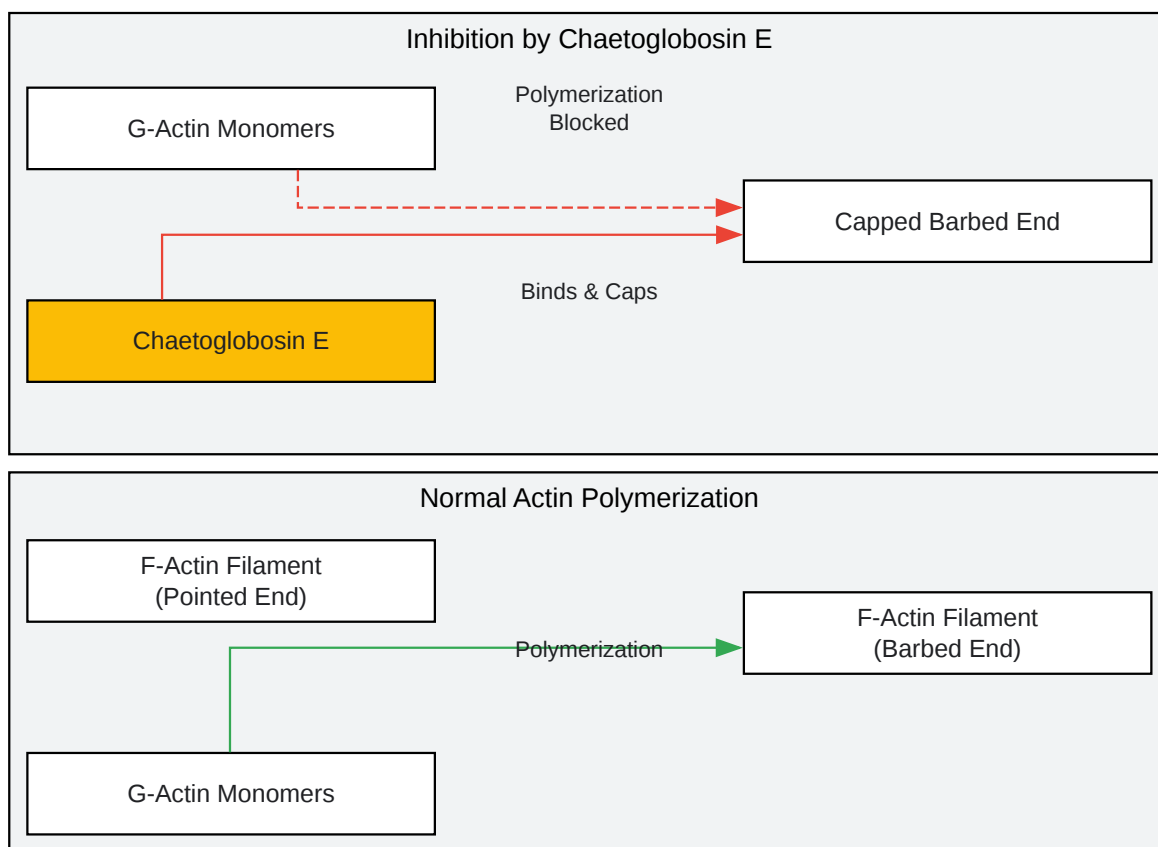 Inhibition by Chaetoglobosin E
G-Actin Monomers
Polymerization
Blocked
Capped Barbed End
Binds & Caps
Chaetoglobosin E
Normal Actin Polymerization
F-Actin Filament
(Pointed End)
F-Actin Filament
(Barbed End)
Polymerization
G-Actin Monomers